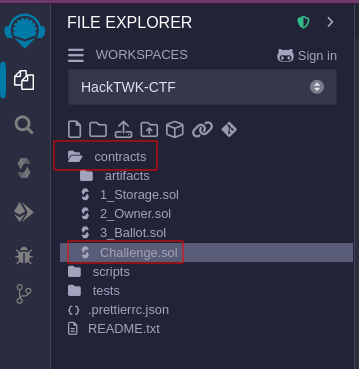 FILE EXPLORER
WORKSPACES
Sign in
HackTWK-CTF
contracts
artifacts
1_Storage.sol
2_Owner.sol
3_Ballot.sol
Challenge.sol
scripts
tests
.prettierrc.json
README.txt